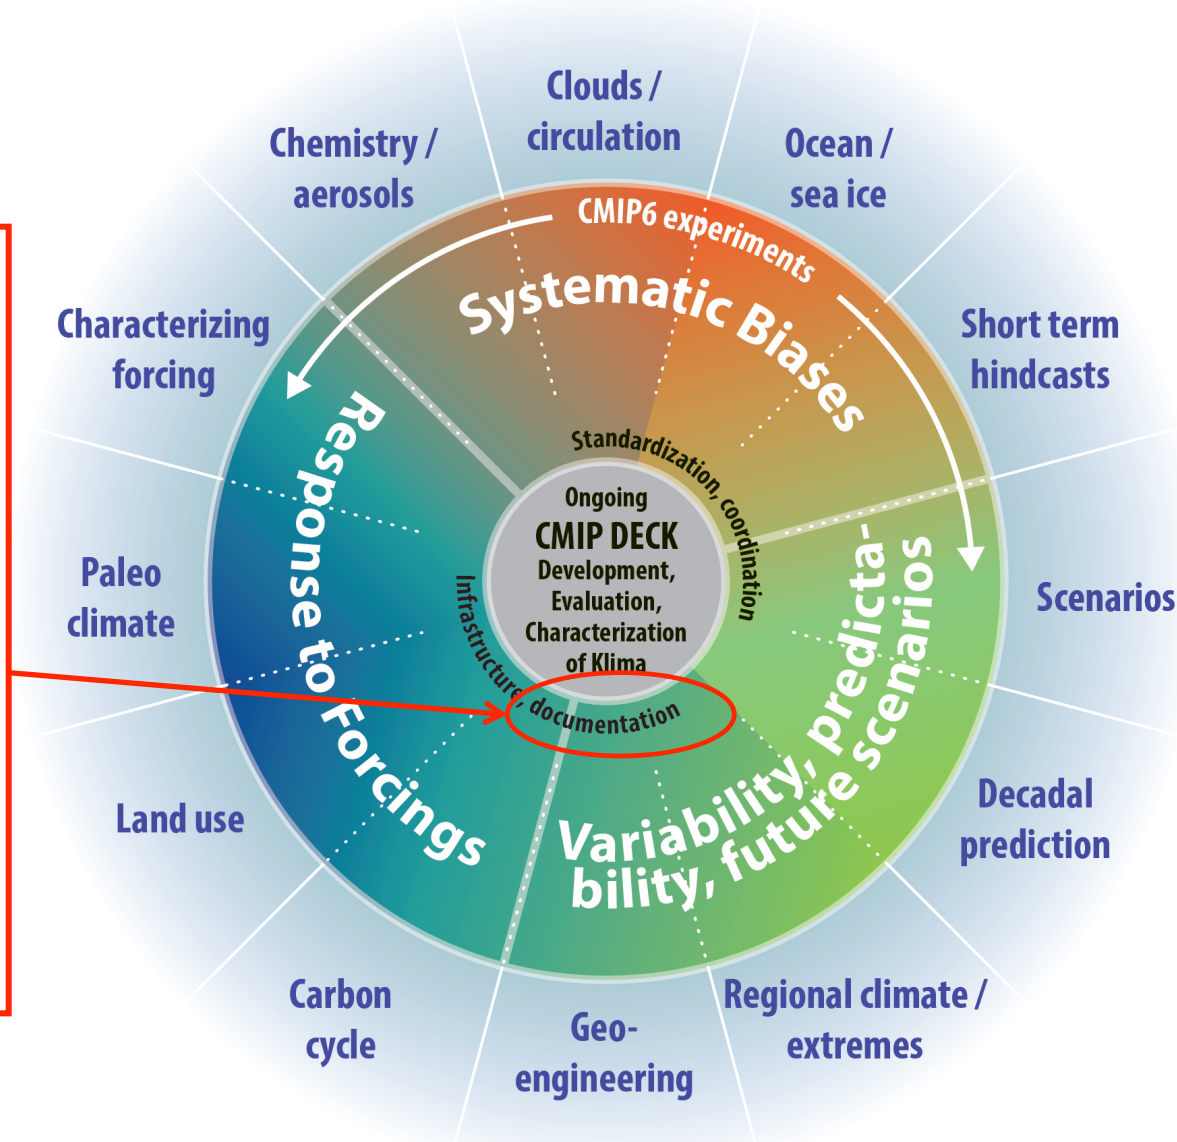 Clouds /
circulation
Ocean /
sea ice
Short term
hindcasts
Scenarios
Decadal
prediction
Regional climate /
extremes
Geo-
engineering
Carbon
cycle
Land use
Paleo
climate
Characterizing
forcing
Chemistry /
aerosols
CMIP6 experiments
Systematic Biases
Variability, predicta-
bility, future scenarios
Response to Forcings
Standardization, coordination
Infrastructure, documentation
Ongoing
CMIP DECK
Development,
Evaluation,
Characterization
of Klima